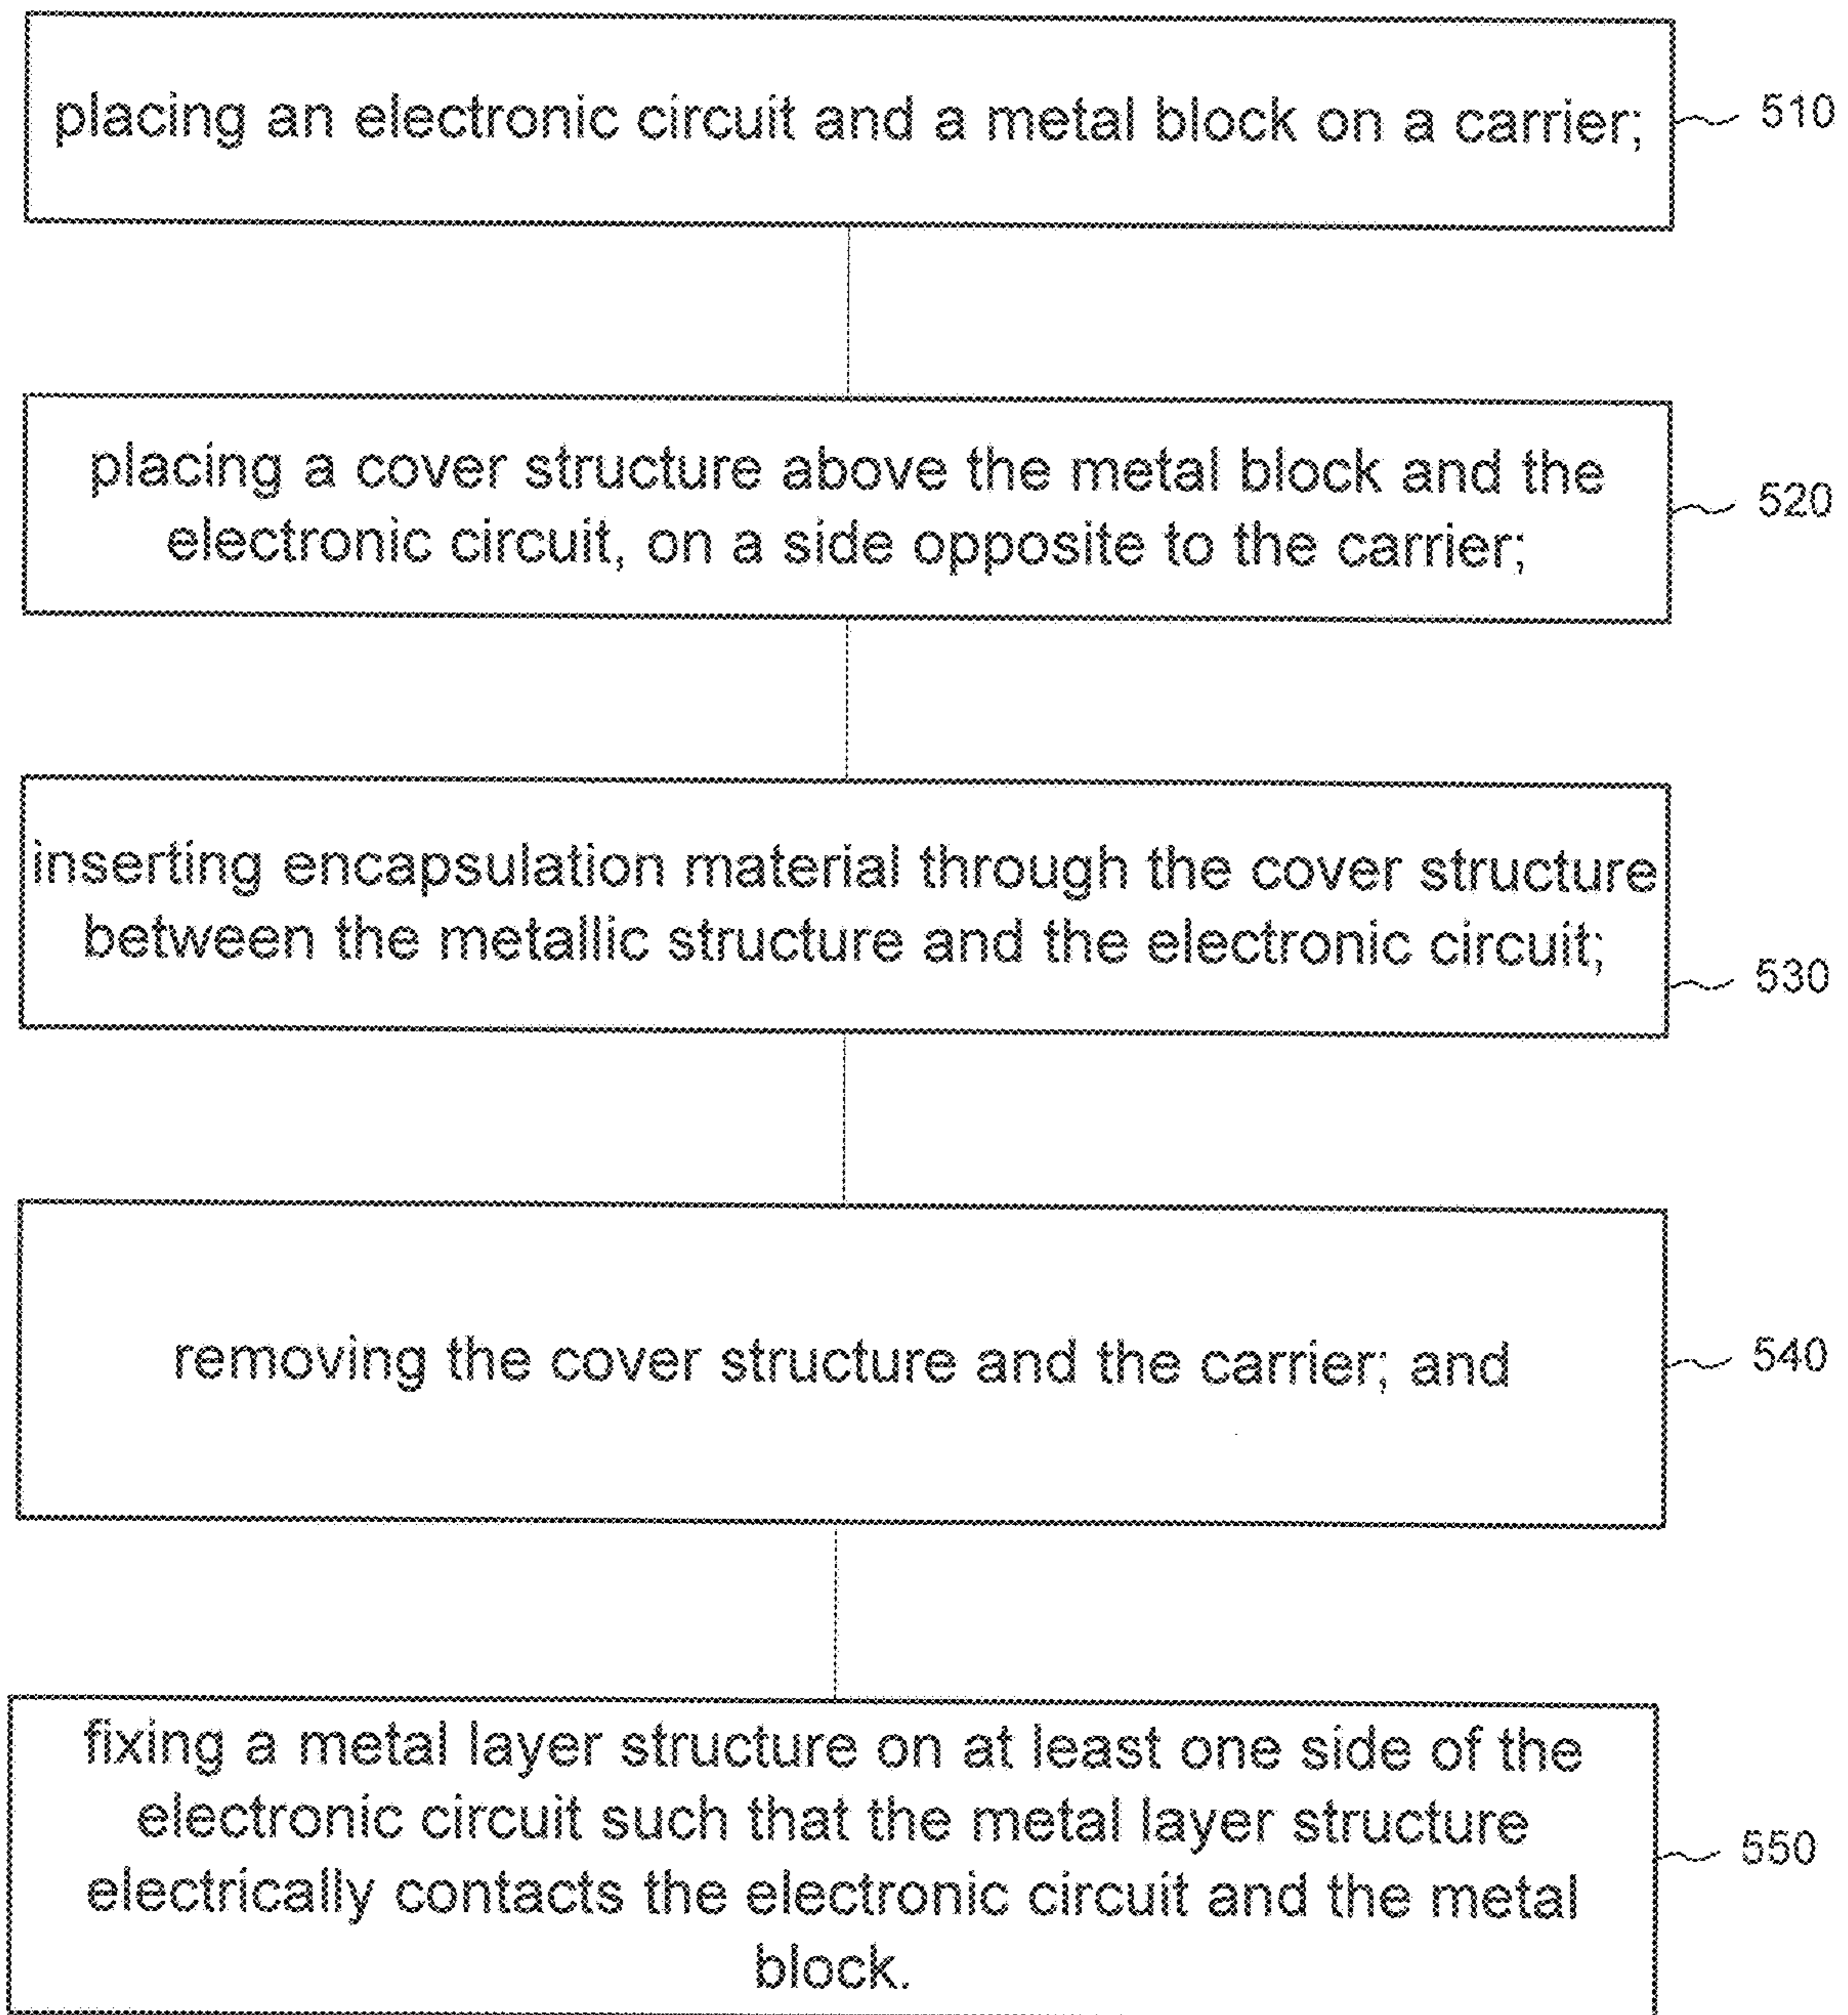 placing an electronic circuit and a metal block on a carrier;
510
placing a cover structure above the metal block and the
electronic circuit, on a side opposite to the carrier;
520
inserting encapsulation material through the cover structure
between the metallic structure and the electronic circuit;
530
removing the cover structure and the carrier; and
540
fixing a metal layer structure on at least one side of the
electronic circuit such that the metal layer structure
electrically contacts the electronic circuit and the metal
block.
550